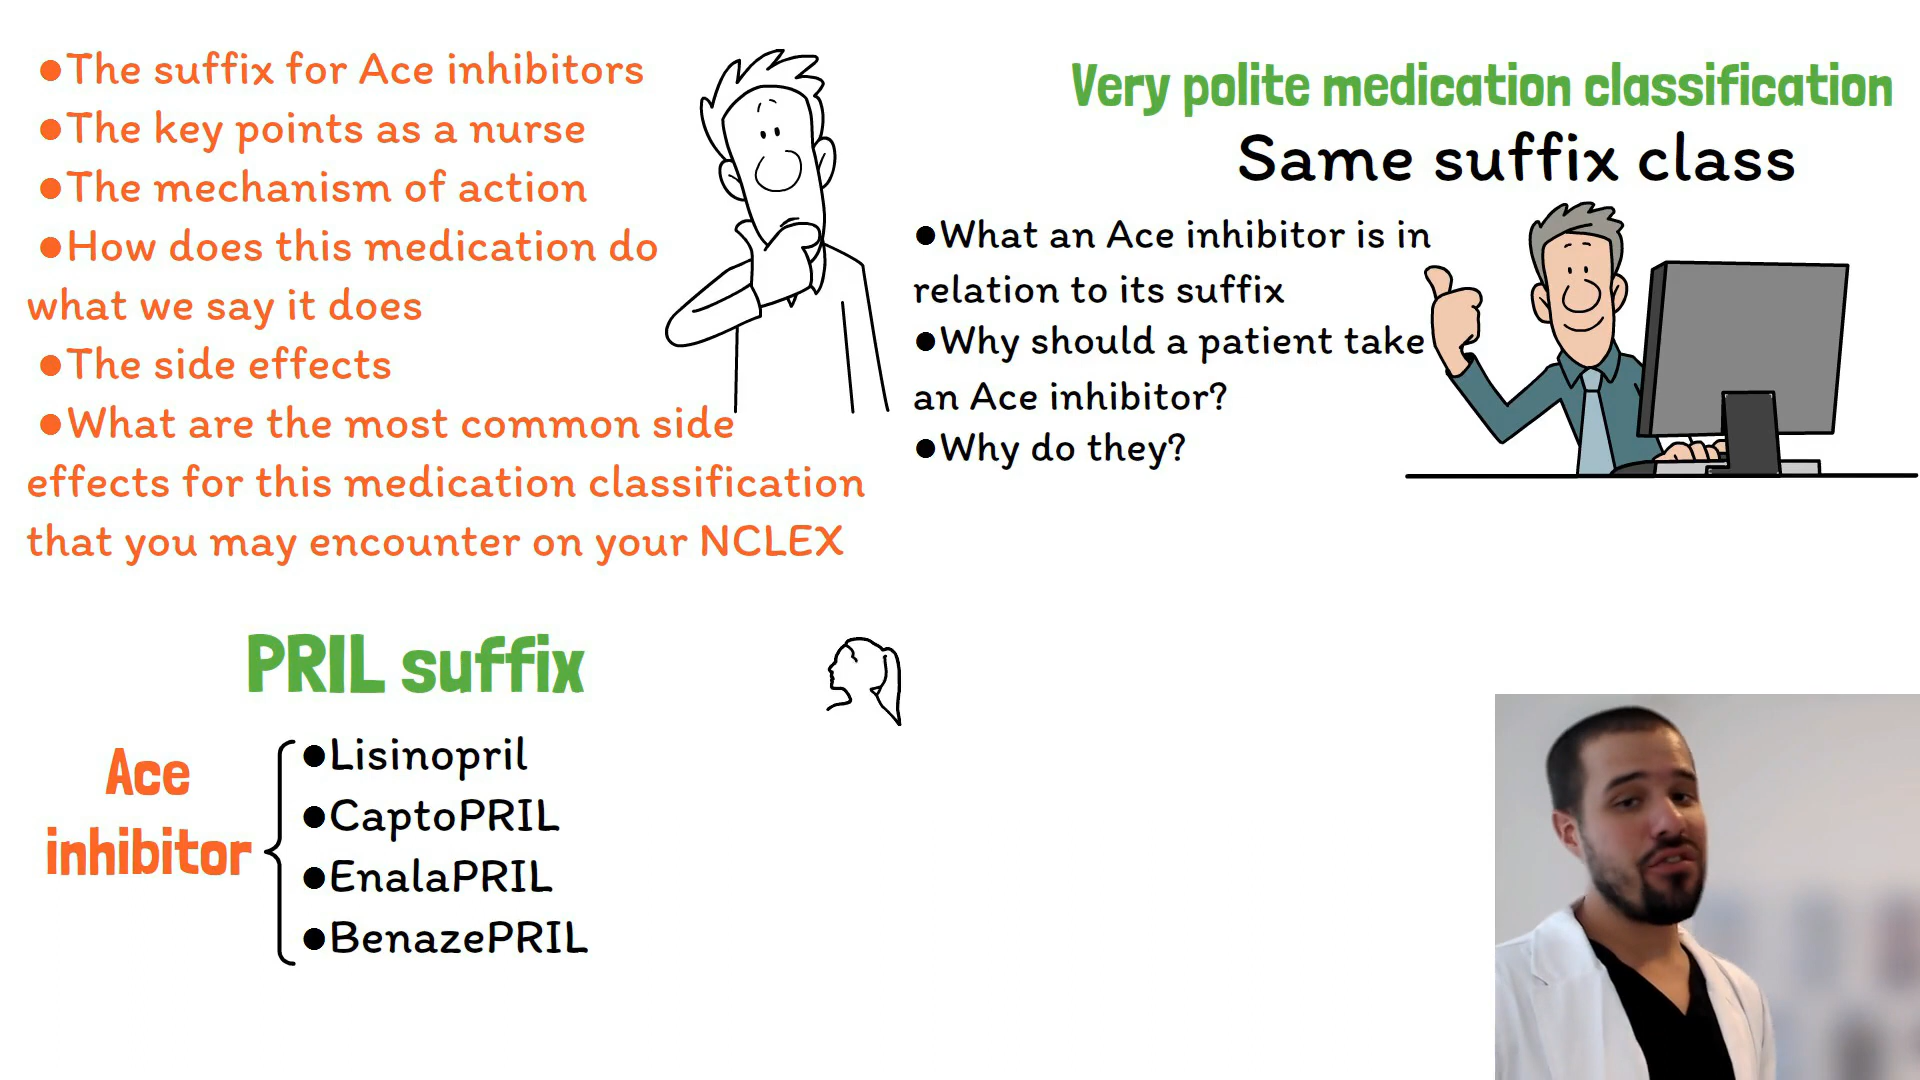 ●The suffix for Ace inhibitors
●The key points as a nurse
●The mechanism of action
●How does this medication do
what we say it does
●The side effects
●What are the most common side
effects for this medication classification
that you may encounter on your NCLEX
Very polite medication classification
Same suffix class
●What an Ace inhibitor is in
relation to its suffix
●Why should a patient take
an Ace inhibitor?
●Why do they?
PRIL suffix
Ace
inhibitor
●Lisinopril
●CaptoPRIL
●EnalaPRIL
●BenazePRIL